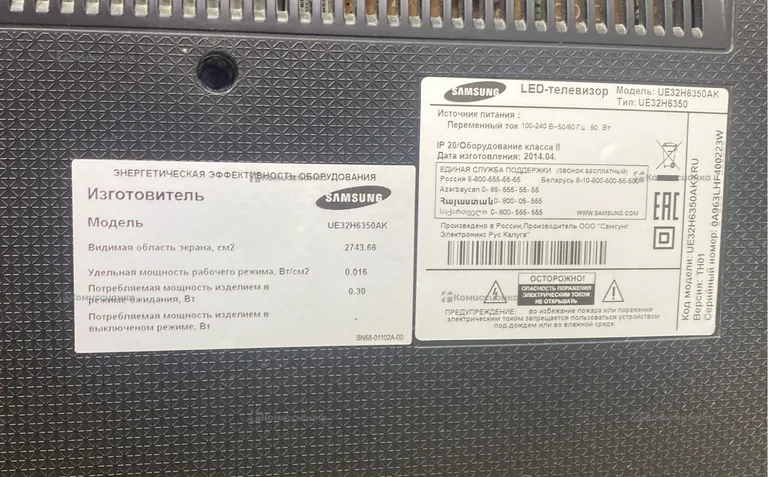 ЭНЕРГЕТИЧЕСКАЯ ЭФФЕКТИВНОСТЬ ОБОРУДОВАНИЯ
Изготовитель
SAMSUNG
Модель
UE32H6350AK
Видимая область экрана, см2
2743.66
Удельная мощность рабочего режима, Вт/см2
0.016
Потребляемая мощность изделием в
режиме ожидания, Вт
0.30
Потребляемая мощность изделием в
выключеном режиме, Вт
-
BN68-01102A-00
SAMSUNG
LED-телевизор
Модель: UE32H6350AK
Тип: UE32H6350
Источник питания :
Переменный ток 100-240 В~50/60 Гц 90 Вт
IP 20/Оборудование класса II
Дата изготовления: 2014.04.
ЕДИНАЯ СЛУЖБА ПОДДЕРЖКИ (ЗВОНОК БЕСПЛАТНЫЙ)
Россия 8-800-555-55-55
Беларусь 8-10-800-500-55-500
Azarbaycan 0-88-555-55-55
Հայաստան 0-800-05-555
საქართველო 0-800-555-555
WWW.SAMSUNG.COM
Произведено в России,Производитель ООО "Самсунг
Электроникс Рус Калуга"
ОСТОРОЖНО!
ОПАСНОСТЬ ПОРАЖЕНИЯ
ЭЛЕКТРИЧЕСКИМ ТОКОМ
НЕ ОТКРЫВАТЬ
ПРЕДУПРЕЖДЕНИЕ: во избежание пожара или поражения
электрическим током запрещается пользоваться устройством
под дождем или во влажной среде.
EAC
Код модели: UE32H6350AKXRU
Версия: TH01
Серийный номер: 0A963LHF400223W
Комиссионко